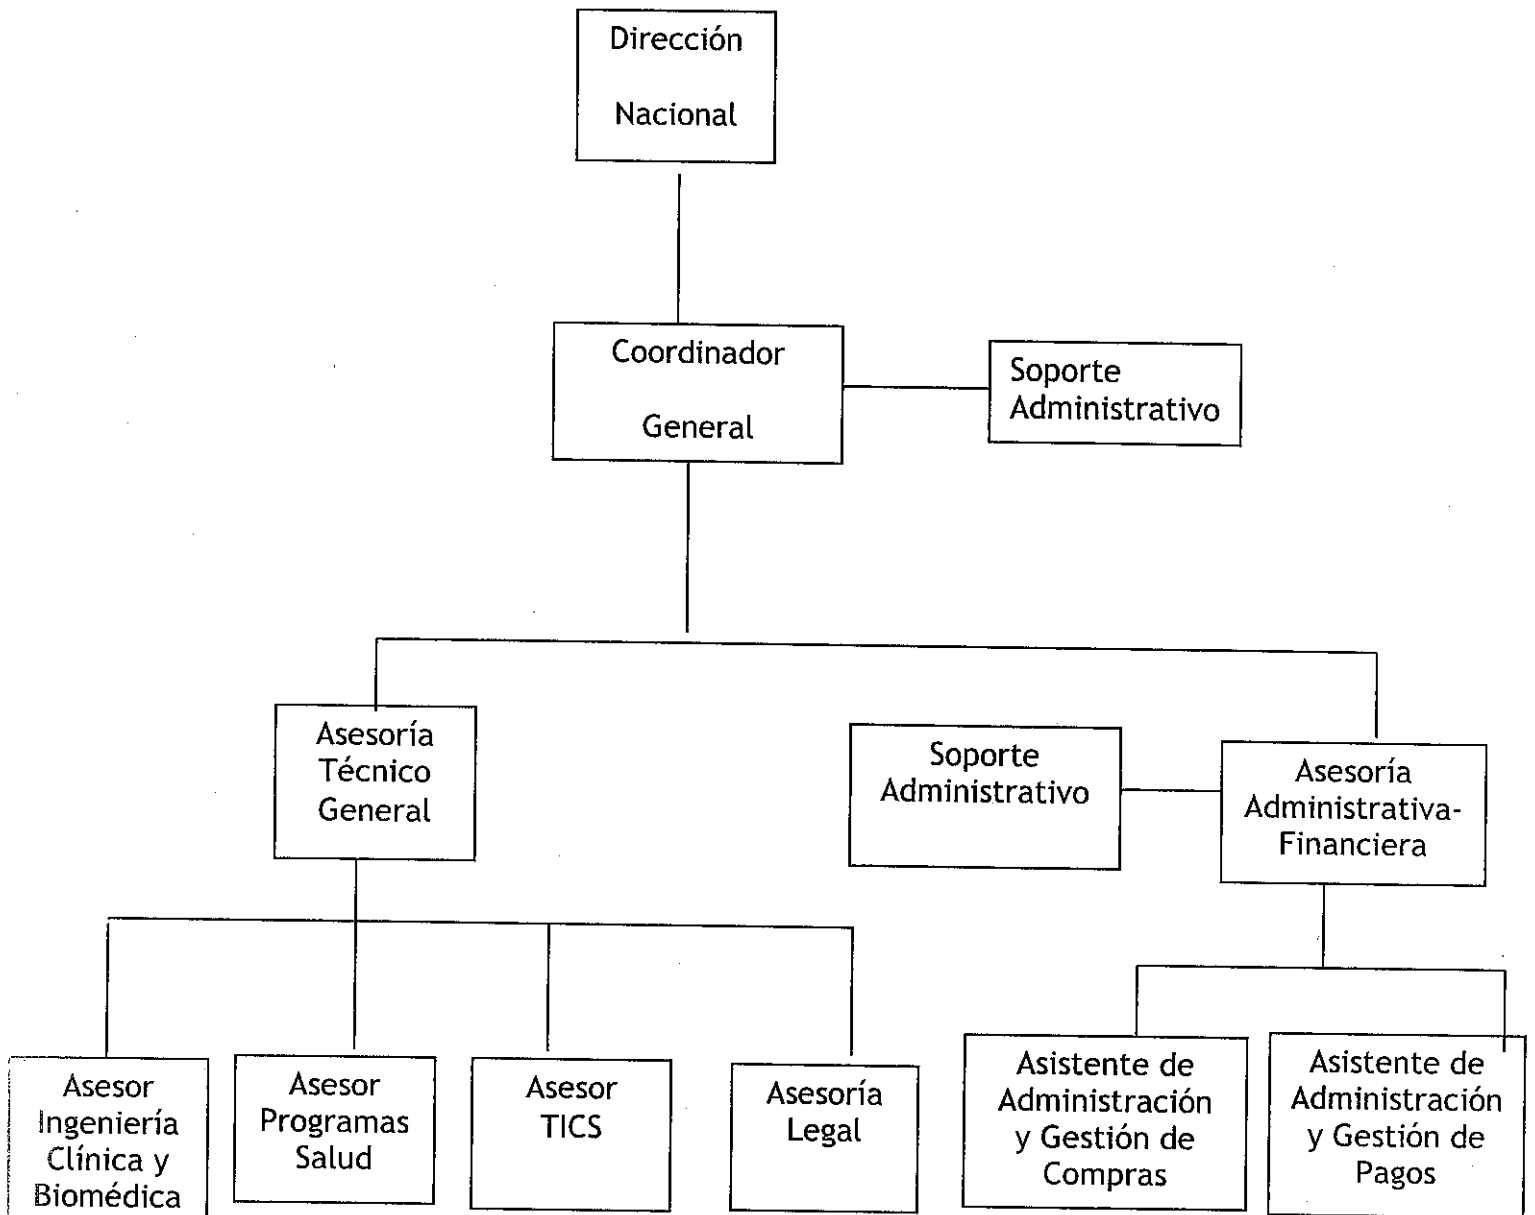 Dirección
Nacional
Coordinador
General
Soporte
Administrativo
Asesoría
Técnico
General
Soporte
Administrativo
Asesoría
Administrativa-
Financiera
Asesor
Ingeniería
Clínica y
Biomédica
Asesor
Programas
Salud
Asesor
TICS
Asesoría
Legal
Asistente de
Administración
y Gestión de
Compras
Asistente de
Administración
y Gestión de
Pagos